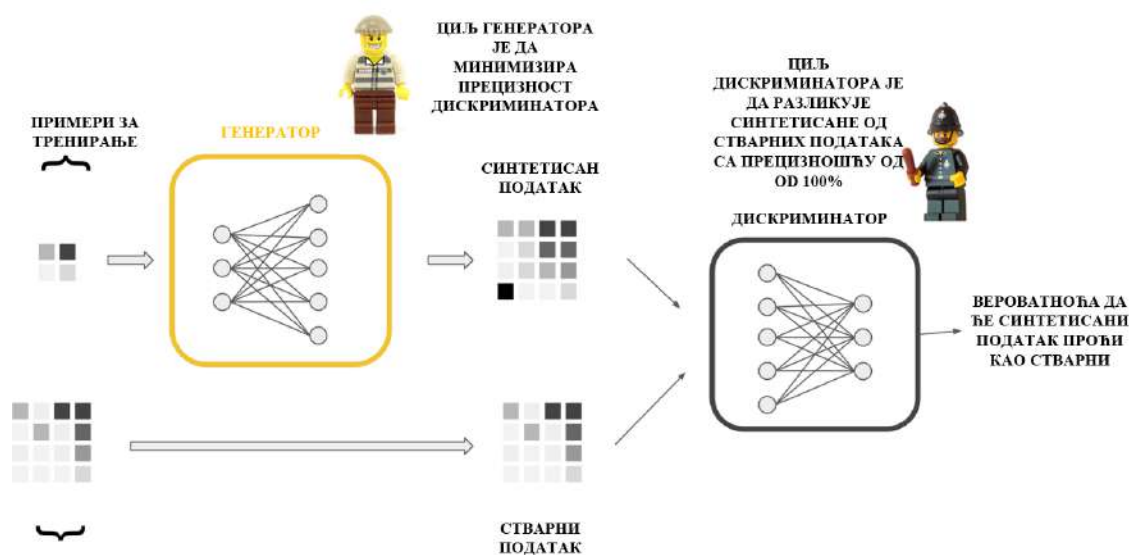 ЦИЉ ГЕНЕРАТОРА
ЈЕ ДА
МИНИМИЗИРА
ПРЕЦИЗНОСТ
ДИСКРИМИНАТОРА
ЦИЉ
ДИСКРИМИНАТОРА ЈЕ
ДА РАЗЛИКУЈЕ
СИНТЕТИСАНЕ ОД
СТВАРНИХ ПОДАТАКА
СА ПРЕЦИЗНОШЋУ ОД
OD 100%
ПРИМЕРИ ЗА
ТРЕНИРАЊЕ
ГЕНЕРАТОР
СИНТЕТИСАН
ПОДАТАК
ДИСКРИМИНАТОР
ВЕРОВАТНОЋА ДА
ЋЕ СИНТЕТИСАНИ
ПОДАТАК ПРОЋИ
КАО СТВАРНИ
СТВАРНИ
ПОДАТАК